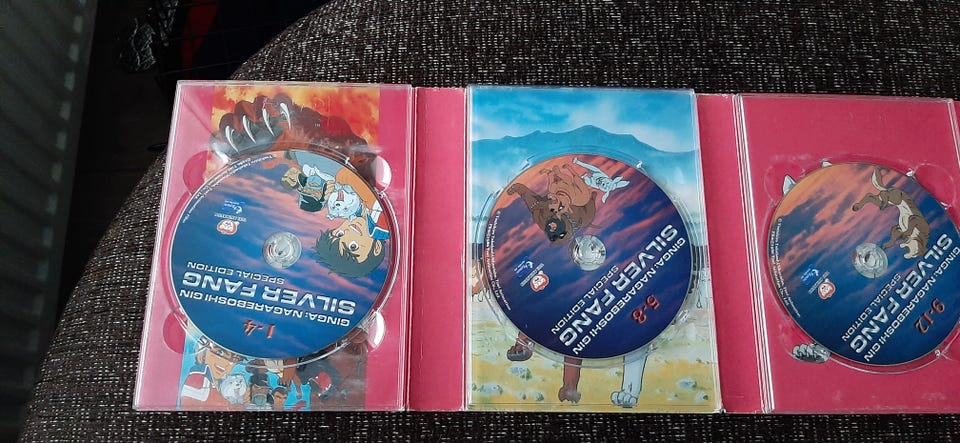 GINGA: NAGAREBOSHI GIN
SILVER FANG
SPECIAL EDITION
1-4
GINGA: NAGAREBOSHI GIN
SILVER FANG
SPECIAL EDITION
5-8
GINGA: NAGAREBOSHI GIN
SILVER FANG
SPECIAL EDITION
9-12